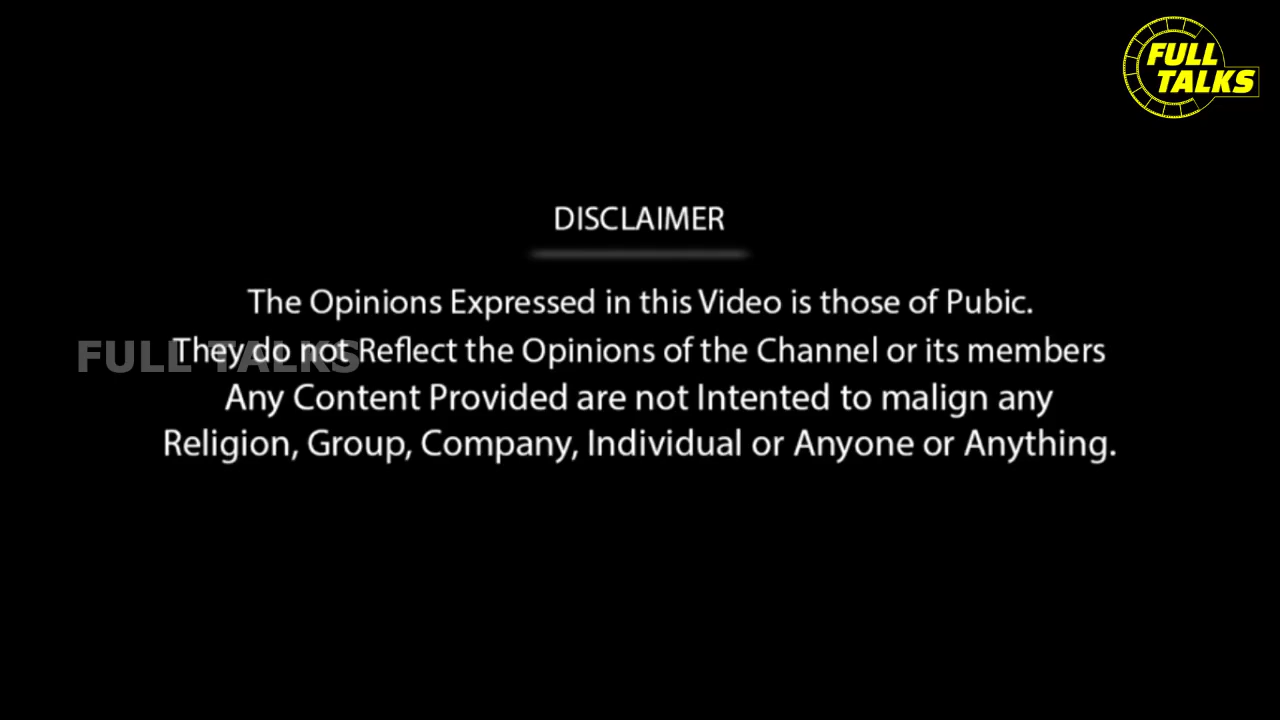 FULL
TALKS
DISCLAIMER
The Opinions Expressed in this Video is those of Pubic.
They do not Reflect the Opinions of the Channel or its members
FULL TALKS
Any Content Provided are not Intented to malign any
Religion, Group, Company, Individual or Anyone or Anything.